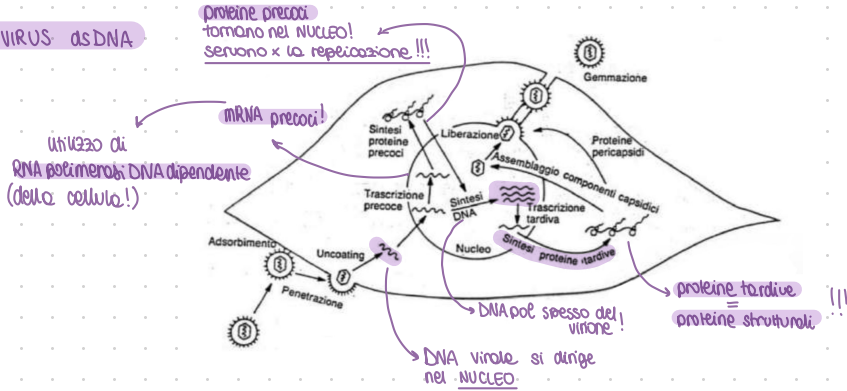 VIRUS dsDNA
proteine precoci
tornano nel NUCLEO!
servono x la replicazione !!!
mRNA precoci!
utilizzo di
RNA polimerasi DNA dipendente
(della cellula!)
Gemmazione
Liberazione
Sintesi
proteine
precoci
Proteine
pericapsidi
Assemblaggio componenti capsidici
Trascrizione
precoce
Sintesi
DNA
Trascrizione
tardiva
Nucleo
Sintesi proteine tardive
Adsorbimento
Uncoating
Penetrazione
proteine tardive
=
proteine strutturali
!!!
DNA pol spesso del
virione!
DNA virale si dirige
nel NUCLEO